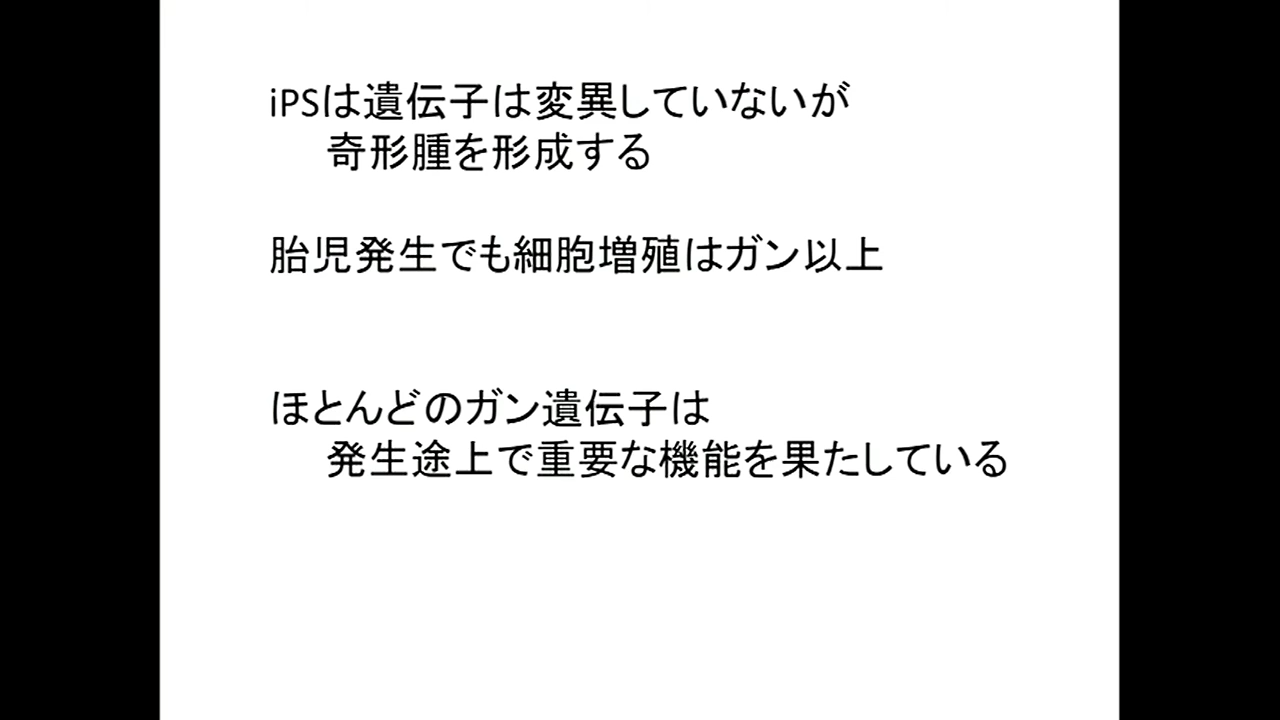 iPSは遺伝子は変異していないが
奇形腫を形成する
胎児発生でも細胞増殖はガン以上
ほとんどのガン遺伝子は
発生途上で重要な機能を果たしている